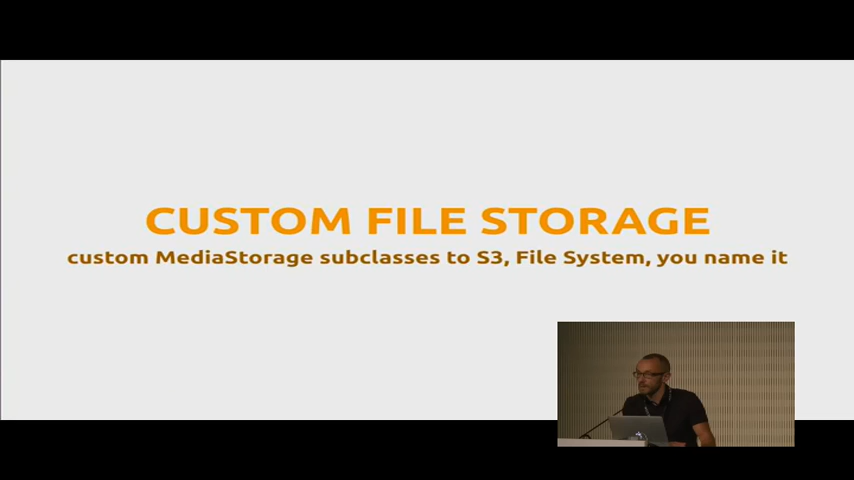 CUSTOM FILE STORAGE
custom MediaStorage subclasses to S3, File System, you name it